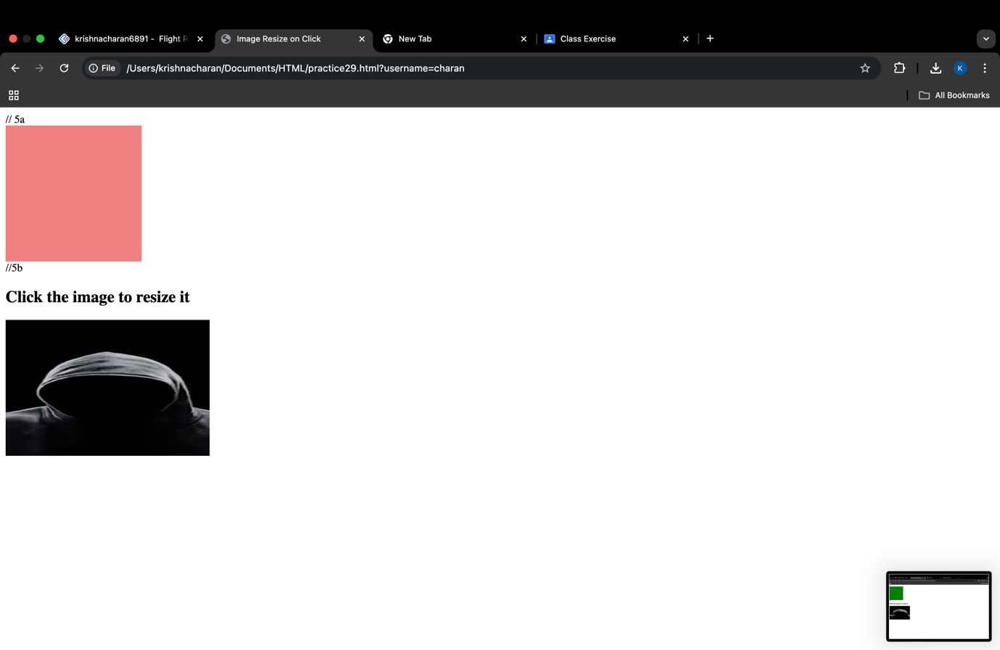 krishnacharan6891 - Flight R
Image Resize on Click
New Tab
Class Exercise
File
/Users/krishnacharan/Documents/HTML/practice29.html?username=charan
K
All Bookmarks
// 5a
//5b
Click the image to resize it